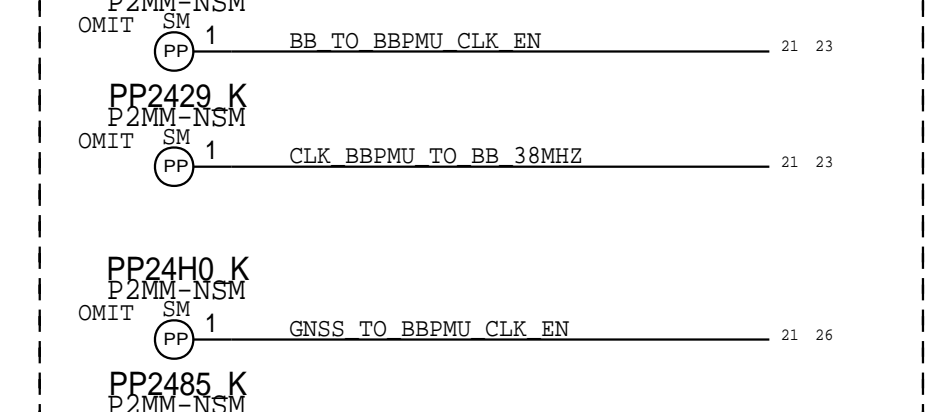 P2MM-NSM
OMIT SM
PP 1 BB_TO_BBPMU_CLK_EN 21 23
PP2429_K
P2MM-NSM
OMIT SM
PP 1 CLK_BBPMU_TO_BB_38MHZ 21 23
PP24H0_K
P2MM-NSM
OMIT SM
PP 1 GNSS_TO_BBPMU_CLK_EN 21 26
PP2485_K
P2MM-NSM